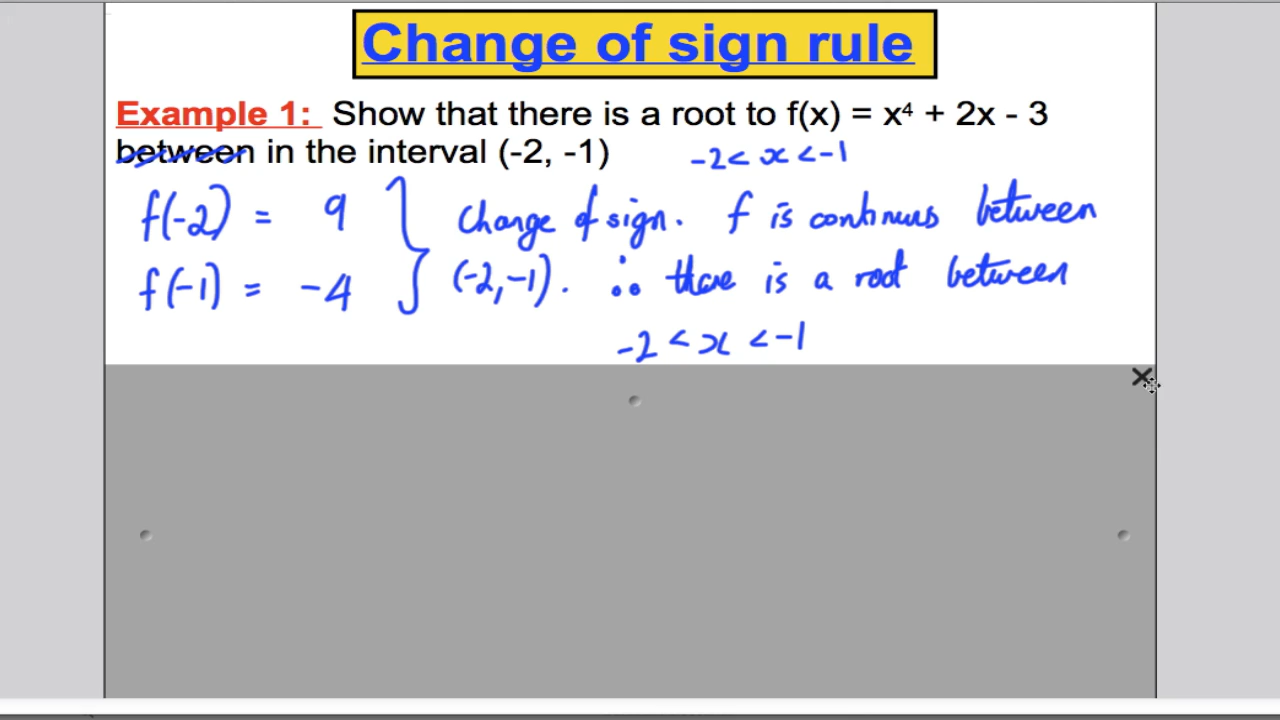 Change of sign rule
Example 1: Show that there is a root to f(x) = x⁴ + 2x - 3
between in the interval (-2, -1) -2 < x < -1
f(-2) = 9 } Change of sign. f is continuus between
f(-1) = -4 (-2,-1). ∴ there is a root between
-2 < x < -1